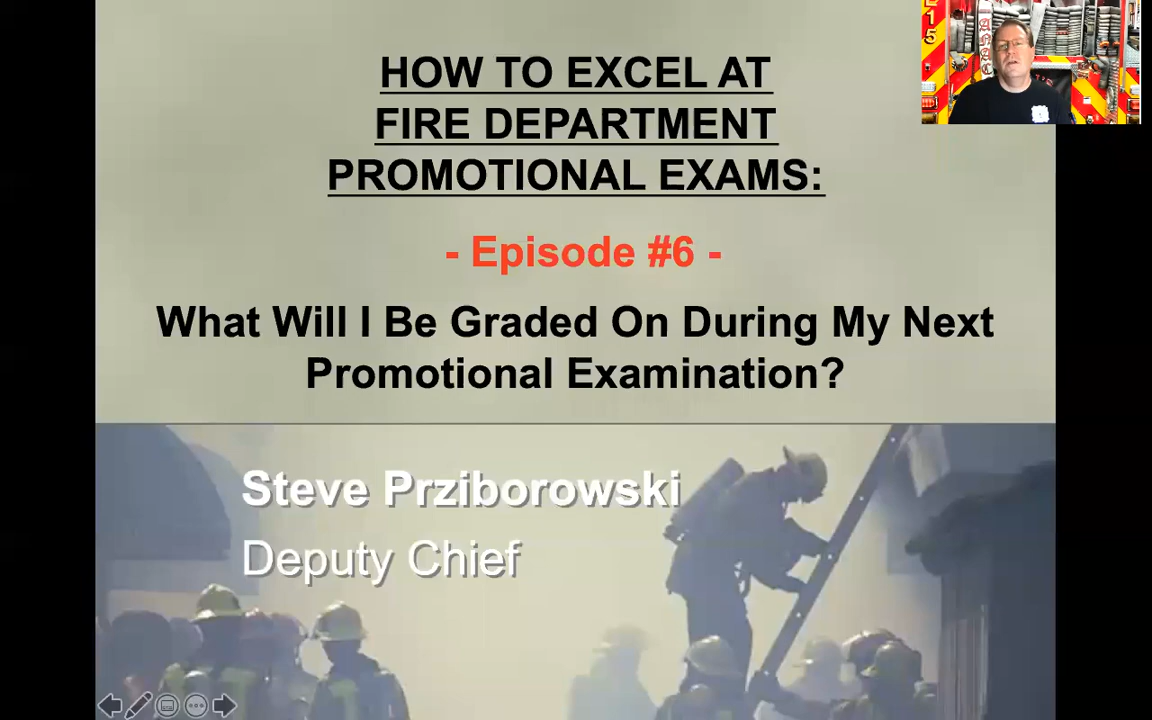 HOW TO EXCEL AT
FIRE DEPARTMENT
PROMOTIONAL EXAMS:
- Episode #6 -
What Will I Be Graded On During My Next
Promotional Examination?
Steve Prziborowski
Deputy Chief
E15